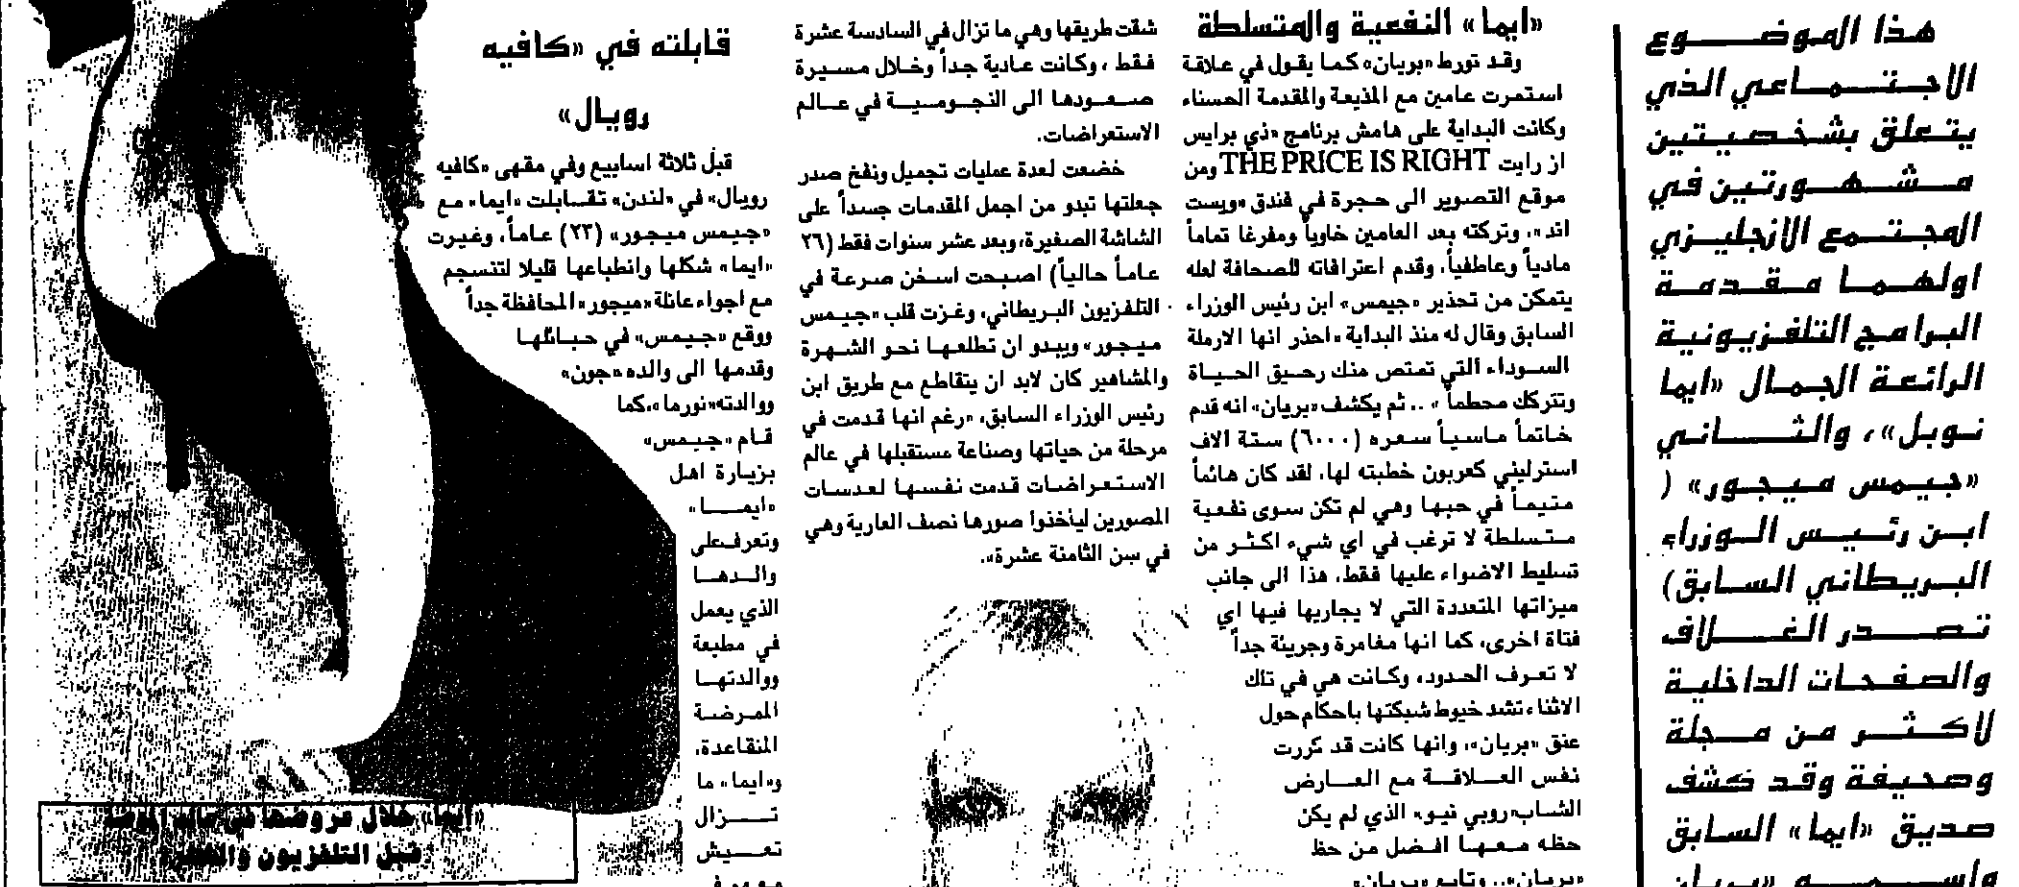 هذا الموضوع
الاجتماعي الذي
يتعلق بشخصيتين
مشهورتين في
المجتمع الانجليزي
اولهما مقدمة
البرامج التلفزيونية
الرائعة الجمال «ايما
نوبل»، والثاني
«جيمس ميجور» (
ابن رئيس الوزراء
البريطاني السابق)
تصدر الغلاف
والصفحات الداخلية
لاكثر من مجلة
وصحيفة وقد كشف
صديق «ايما» السابق
واسمه «بريان
«ايما» النفعية والمتسلطة
وقد تورط «بريان» كما يقول في علاقة
استمرت عامين مع المذيعة والمقدمة الحسناء
وكانت البداية على هامش برنامج «ذي برايس
از رايت THE PRICE IS RIGHT ومن
موقع التصوير الى حجرة في فندق «ويست
اند»، وتركته بعد العامين خاوياً ومفرغا تماماً
مادياً وعاطفياً، وقدم اعترافاته للصحافة لعله
يتمكن من تحذير «جيمس» ابن رئيس الوزراء
السابق وقال له منذ البداية «احذر انها الارملة
السوداء التي تمتص منك رحيق الحياة
وتتركك محطماً» .. ثم يكشف «بريان» انه قدم
خاتماً ماسياً سعره (٦٠٠٠) ستة الاف
استرليني كعربون خطبته لها، لقد كان هائماً
متيماً في حبها وهي لم تكن سوى نفعية
متسلطة لا ترغب في اي شيء اكثر من
تسليط الاضواء عليها فقط، هذا الى جانب
ميزاتها المتعددة التي لا يجاريها فيها اي
فتاة اخرى، كما انها مغامرة وجريئة جداً
لا تعرف الحدود، وكانت هي في تلك
الاثناء تشد خيوط شبكتها باحكام حول
عنق «بريان»، وانها كانت قد كررت
نفس العلاقة مع العارض
الشاب «روبي نيو» الذي لم يكن
حظه معها افضل من حظ
«بريان».. وتابع «بريان»
شقت طريقها وهي ما تزال في السادسة عشرة
فقط ، وكانت عادية جداً وخلال مسيرة
صعودها الى النجومية في عالم
الاستعراضات.
خضعت لعدة عمليات تجميل ونفخ صدر
جعلتها تبدو من اجمل المقدمات جسداً على
الشاشة الصغيرة، وبعد عشر سنوات فقط (٢٦
عاماً حالياً) اصبحت اسخن صرعة في
التلفزيون البريطاني، وغزت قلب «جيمس
ميجور» ويبدو ان تطلعها نحو الشهرة
والمشاهير كان لابد ان يتقاطع مع طريق ابن
رئيس الوزراء السابق، «رغم انها قدمت في
مرحلة من حياتها وصناعة مستقبلها في عالم
الاستعراضات قدمت نفسها لعدسات
المصورين ليأخذوا صورها نصف العارية وهي
في سن الثامنة عشرة».
قابلته في «كافيه
رويال»
قبل ثلاثة اسابيع وفي مقهى «كافيه
رويال» في «لندن» تقابلت «ايما» مع
«جيمس ميجور» (٢٣) عاماً، وغيرت
«ايما» شكلها وانطباعها قليلا لتنسجم
مع اجواء عائلة «ميجور» المحافظة جداً
ووقع «جيمس» في حبائلها
وقدمها الى والده «جون»
ووالدته «نورما»، كما
قام «جيمس»
بزيارة اهل
«ايما»
وتعرف على
والدها
الذي يعمل
في مطبعة
ووالدتها
الممرضة
المتقاعدة،
و«ايما» ما
تزال
تعيش
«ايما» خلال عروضها في عالم الموضة
قبل التلفزيون